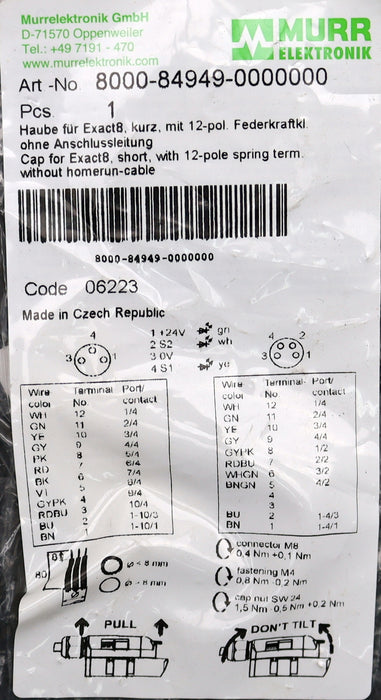 Murrelektronik GmbH
D-71570 Oppenweiler
Tel.: +49 7191 - 470
www.murrelektronik.com
MURR
ELEKTRONIK
Art -No. 8000-84949-0000000
Pcs. 1
Haube für Exact8, kurz, mit 12-pol. Federkraftkl.
ohne Anschlussleitung
Cap for Exact8, short, with 12-pole spring term.
without homerun-cable
8000-84949-0000000
Code 06223
Made in Czech Republic
4
3 1
1 +24V
2 S2
3 0V
4 S1
gn
wh
ye
4 2
3 1
Wire color Terminal No. Port/ contact
WH 12 1/4
GN 11 2/4
YE 10 3/4
GY 9 4/4
PK 8 5/4
RD 7 6/4
BK 6 7/4
VI 5 8/4
GYPK 4 10/4
RDBU 3 1-10/3
BU 2 1-10/1
BN 1
Wire color Terminal- No. Port/ contact
WH 12 1/4
GN 11 2/4
YE 10 3/4
GY 9 4/4
GYPK 8 1/2
RDBU 7 2/2
WHGN 6 3/2
BNGN 5 4/2
4
3
BU 2 1-4/3
BN 1 1-4/1
10
80
ø < 8 mm
8 mm
connector M8
0,4 Nm +0,1 Nm
fastening M4
0,8 Nm -0,2 Nm
cap nut SW 24
1,5 Nm -0,5 Nm +0,2 Nm
PULL
DON'T TILT